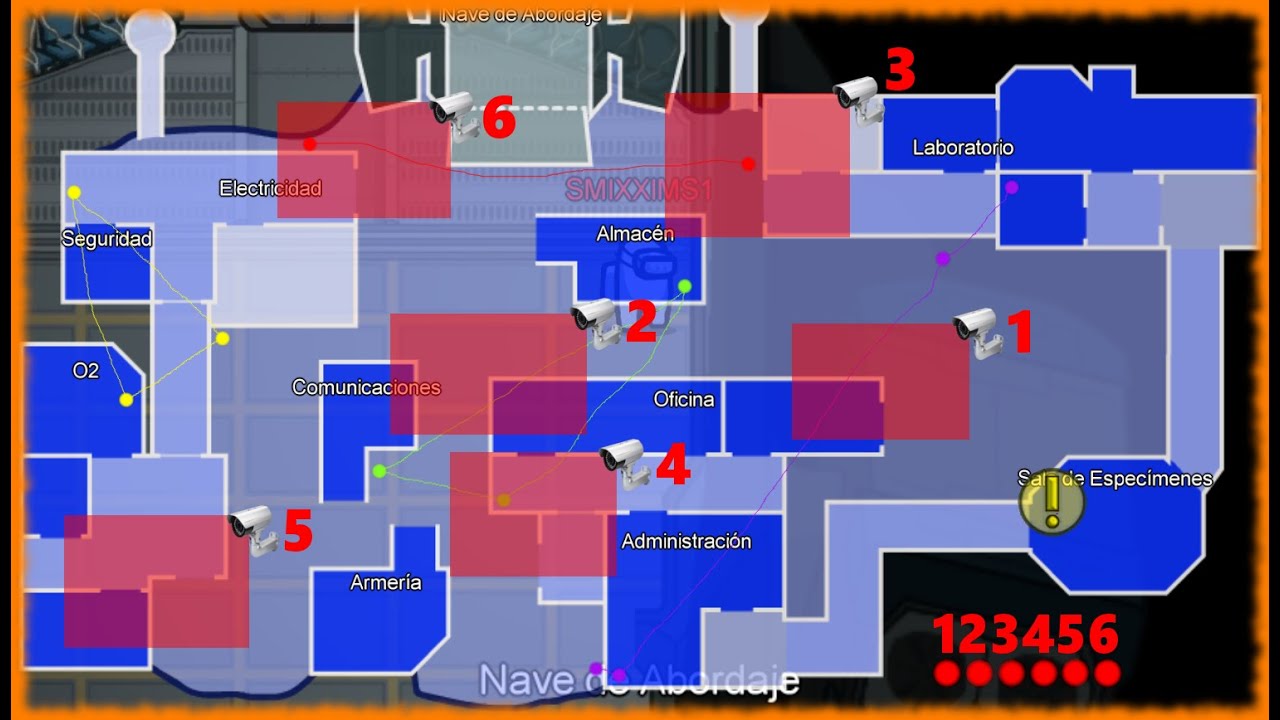 Nave de Abordaje
3
6
Laboratorio
Electricidad
SMIXXIMS1
Seguridad
Almacén
2
1
O2
Comunicaciones
Oficina
4
Sala de Especímenes
!
5
Administración
Armería
123456
Nave de Abordaje